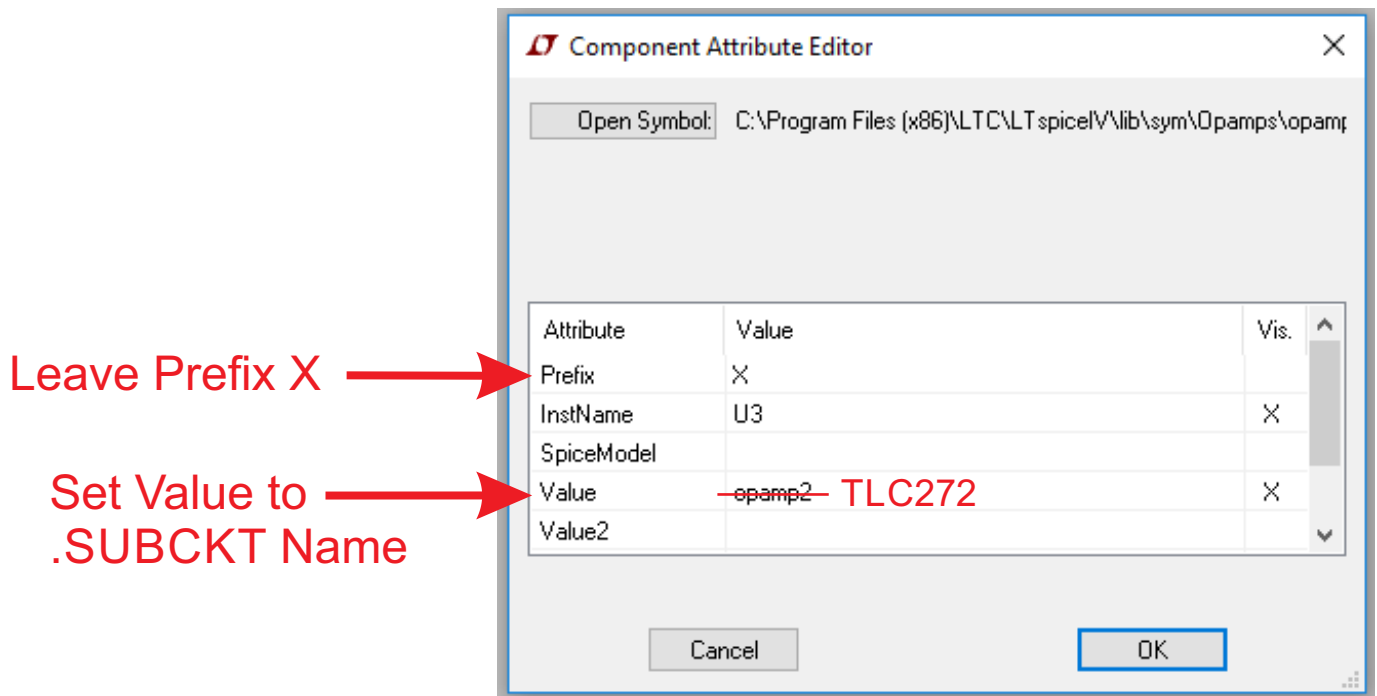 Component Attribute Editor
Open Symbol: C:\Program Files (x86)\LTC\LTspiceIV\lib\sym\Opamps\opamp
Attribute Value Vis.
Leave Prefix X
Prefix X
InstName U3 X
SpiceModel
Set Value to
.SUBCKT Name
Value opamp2 TLC272 X
Value2
Cancel OK